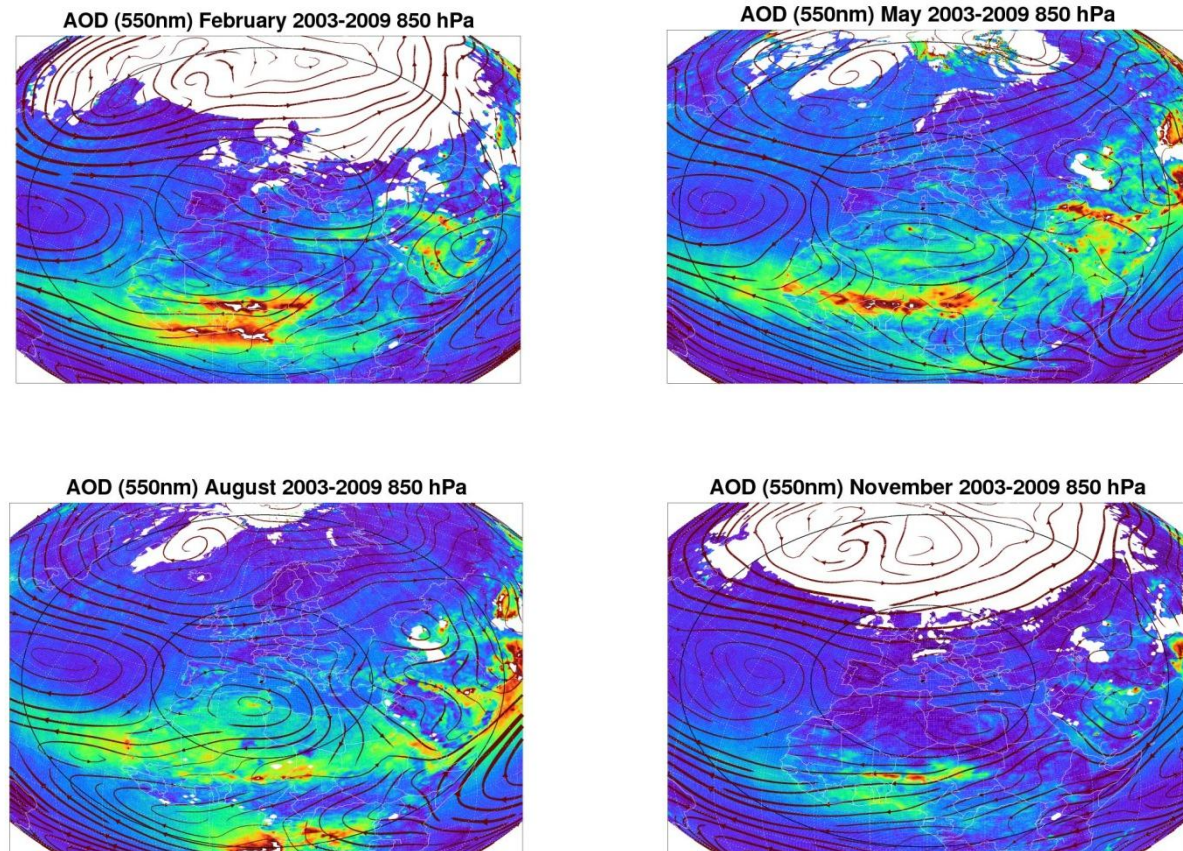 AOD (550nm) February 2003-2009 850 hPa
AOD (550nm) May 2003-2009 850 hPa
AOD (550nm) August 2003-2009 850 hPa
AOD (550nm) November 2003-2009 850 hPa